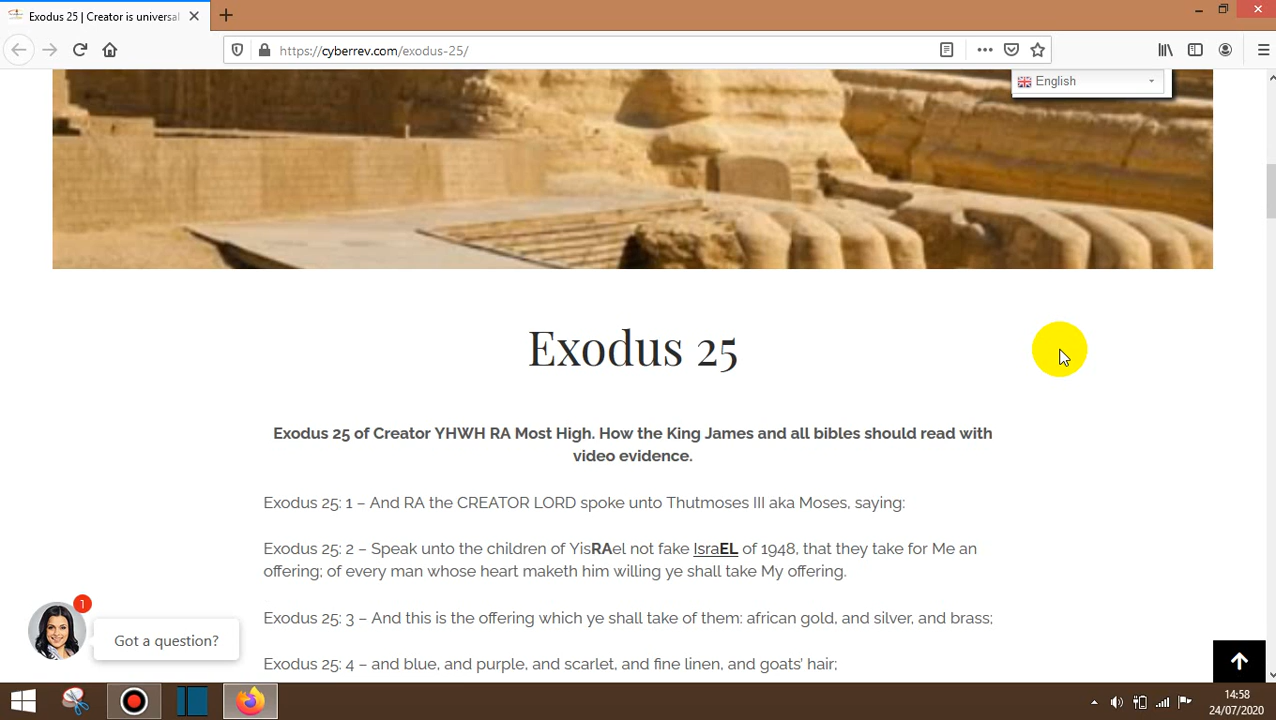 Exodus 25 | Creator is universal
https://cyberrev.com/exodus-25/
English
Exodus 25
Exodus 25 of Creator YHWH RA Most High. How the King James and all bibles should read with
video evidence.
Exodus 25: 1 – And RA the CREATOR LORD spoke unto Thutmoses III aka Moses, saying:
Exodus 25: 2 – Speak unto the children of YisRAel not fake IsraEL of 1948, that they take for Me an
offering; of every man whose heart maketh him willing ye shall take My offering.
Exodus 25: 3 – And this is the offering which ye shall take of them: african gold, and silver, and brass;
Exodus 25: 4 – and blue, and purple, and scarlet, and fine linen, and goats' hair;
1
Got a question?
14:58
24/07/2020